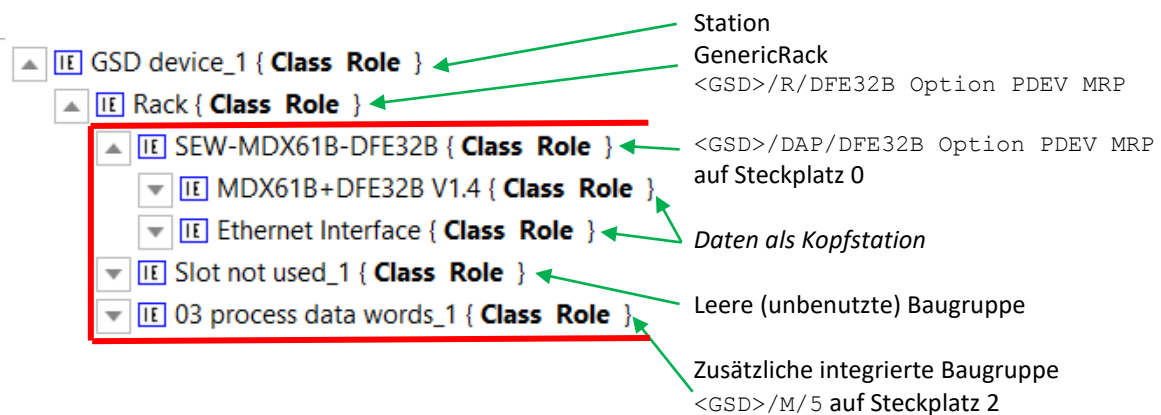 GSD device_1 { Class Role }
Rack { Class Role }
SEW-MDX61B-DFE32B { Class Role }
MDX61B+DFE32B V1.4 { Class Role }
Ethernet Interface { Class Role }
Slot not used_1 { Class Role }
03 process data words_1 { Class Role }
Station
GenericRack
<GSD>/R/DFE32B Option PDEV MRP
<GSD>/DAP/DFE32B Option PDEV MRP
auf Steckplatz 0
Daten als Kopfstation
Leere (unbenutzte) Baugruppe
Zusätzliche integrierte Baugruppe
<GSD>/M/5 auf Steckplatz 2